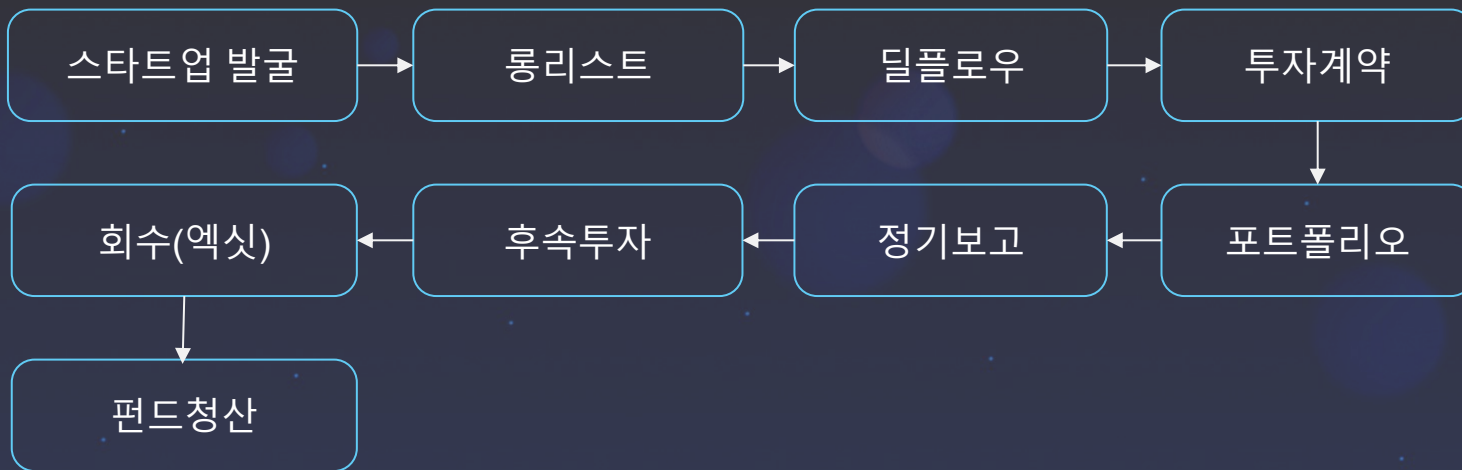 스타트업 발굴
롱리스트
딜플로우
투자계약
포트폴리오
정기보고
후속투자
회수(엑싯)
펀드청산